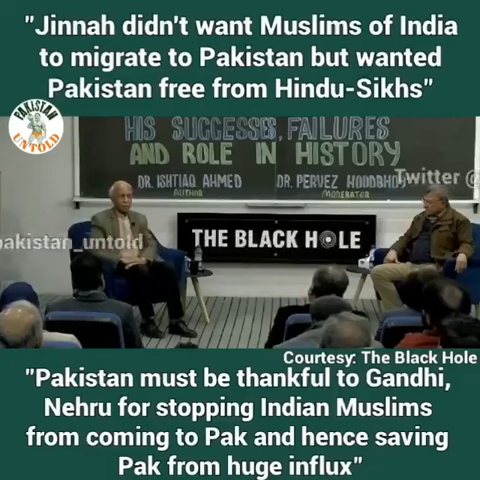 "Jinnah didn't want Muslims of India
to migrate to Pakistan but wanted
Pakistan free from Hindu-Sikhs"
PAKISTAN
UNTOLD
HIS SUCCESSES, FAILURES
AND ROLE IN HISTORY
DR. ISHTIAQ AHMED DR. PERVEZ HOODBHOY
AUTHOR MODERATOR
Twitter @
pakistan_untold
THE BLACK HOLE
Courtesy: The Black Hole
"Pakistan must be thankful to Gandhi,
Nehru for stopping Indian Muslims
from coming to Pak and hence saving
Pak from huge influx"